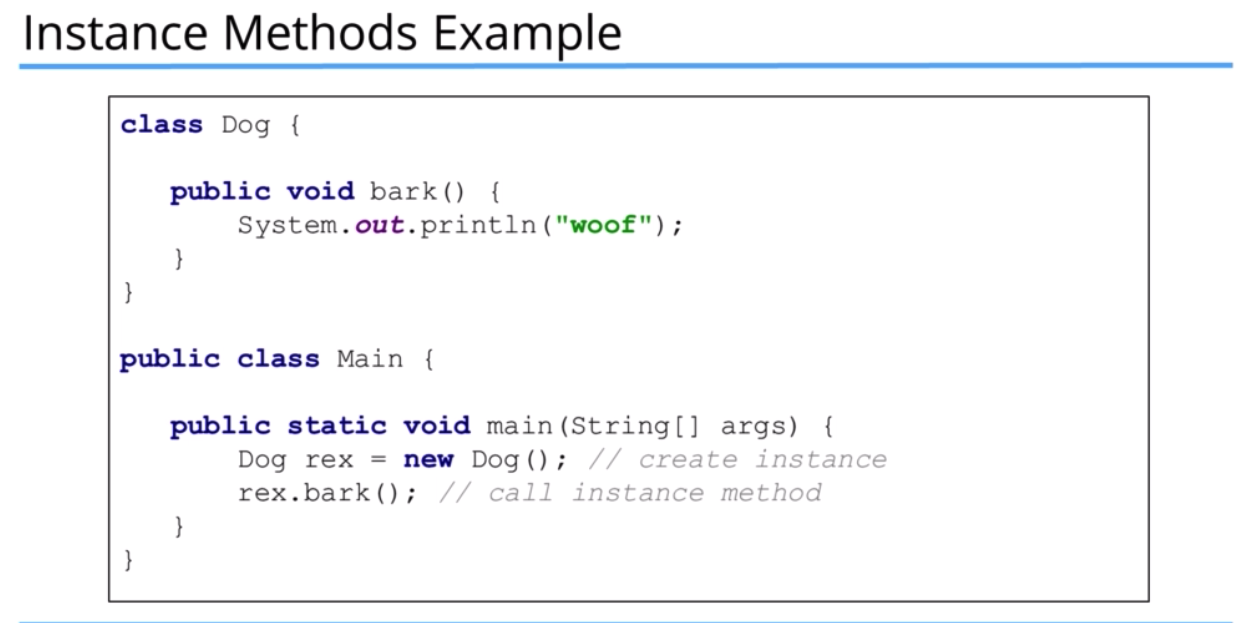 Instance Methods Example
class Dog {
public void bark() {
System.out.println("woof");
}
}
public class Main {
public static void main(String[] args) {
Dog rex = new Dog(); // create instance
rex.bark(); // call instance method
}
}